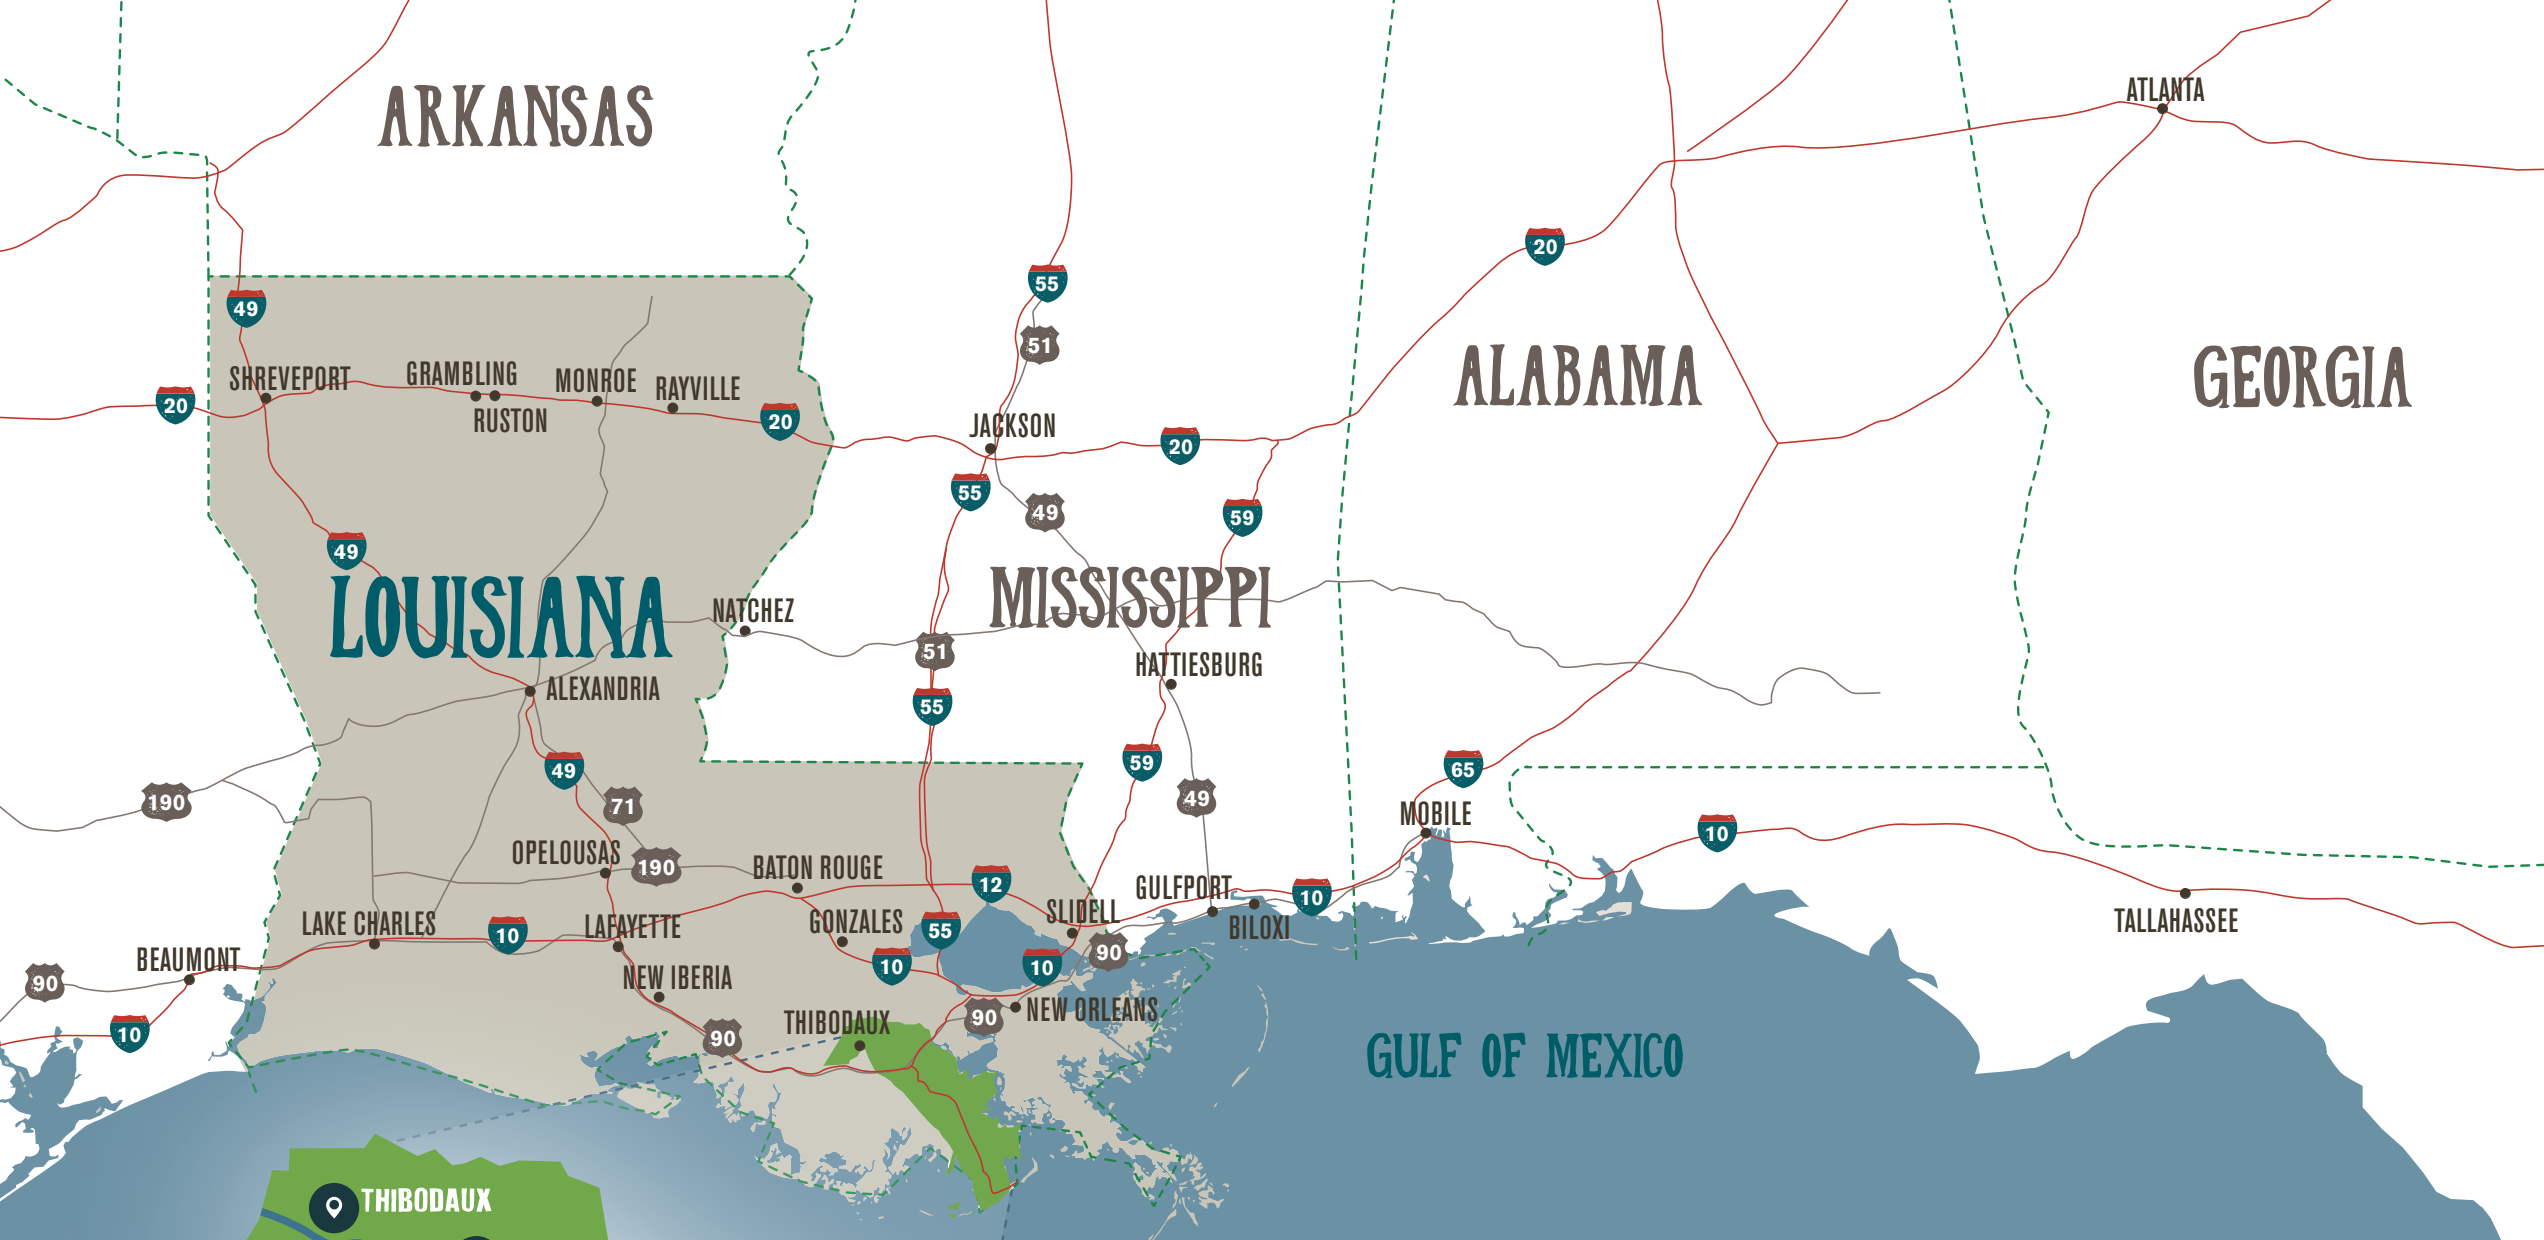 ATLANTA
ARKANSAS
20
55
49
51
ALABAMA
GEORGIA
SHREVEPORT
GRAMBLING
MONROE
RAYVILLE
20
RUSTON
20
JACKSON
20
55
49
59
49
LOUISIANA
MISSISSIPPI
NATCHEZ
51
HATTIESBURG
ALEXANDRIA
55
49
59
65
190
71
49
MOBILE
10
OPELOUSAS
190
BATON ROUGE
12
GULFPORT
10
TALLAHASSEE
LAKE CHARLES
10
LAFAYETTE
GONZALES
55
SLIDELL
BILOXI
BEAUMONT
10
10
90
90
NEW IBERIA
THIBODAUX
90
NEW ORLEANS
10
90
GULF OF MEXICO
THIBODAUX